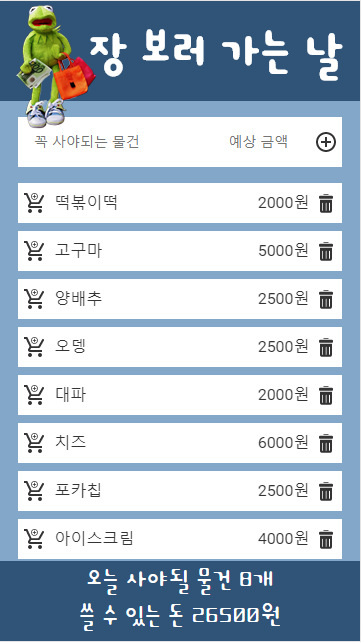 장 보러 가는 날
꼭 사야되는 물건 예상 금액
떡볶이떡 2000원
고구마 5000원
양배추 2500원
오뎅 2500원
대파 2000원
치즈 6000원
포카칩 2500원
아이스크림 4000원
오늘 사야될 물건 8개
쓸 수 있는 돈 26500원